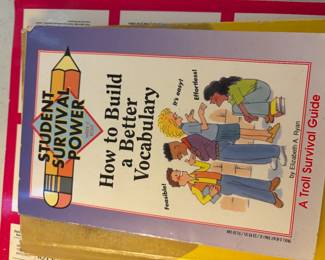 STUDENT
SURVIVAL
POWER
How to Build
a Better
Vocabulary
It's easy!
Effortless!
Feasible!
by Elizabeth A. Ryan
A Troll Survival Guide